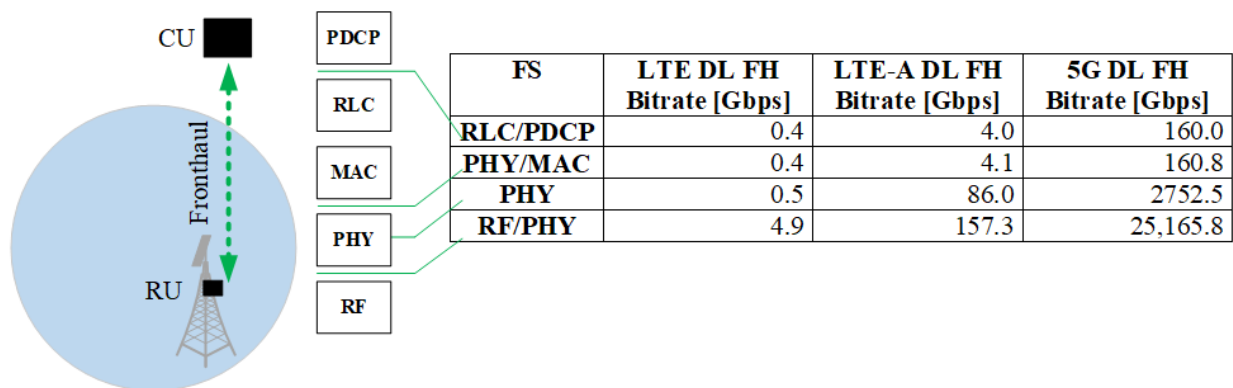 CU
Fronthaul
RU
PDCP
RLC
MAC
PHY
RF
FS LTE DL FH Bitrate [Gbps] LTE-A DL FH Bitrate [Gbps] 5G DL FH Bitrate [Gbps]
RLC/PDCP 0.4 4.0 160.0
PHY/MAC 0.4 4.1 160.8
PHY 0.5 86.0 2752.5
RF/PHY 4.9 157.3 25,165.8